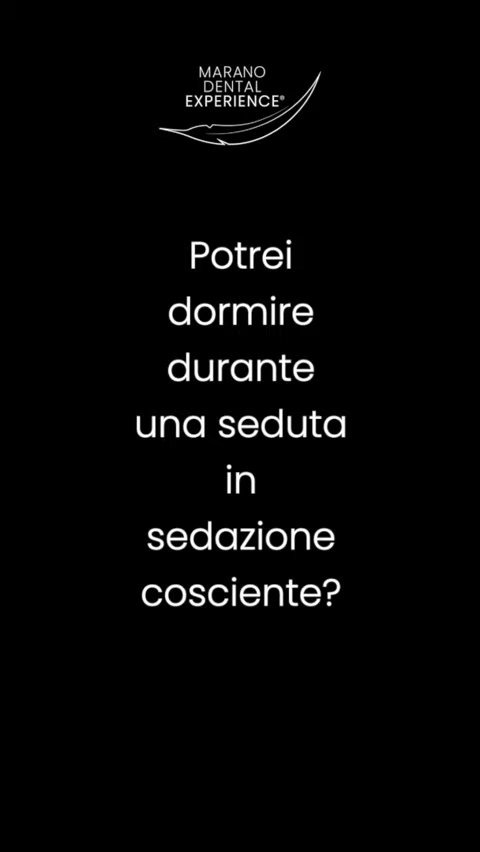 MARANO
DENTAL
EXPERIENCE®
Potrei
dormire
durante
una seduta
in
sedazione
cosciente?